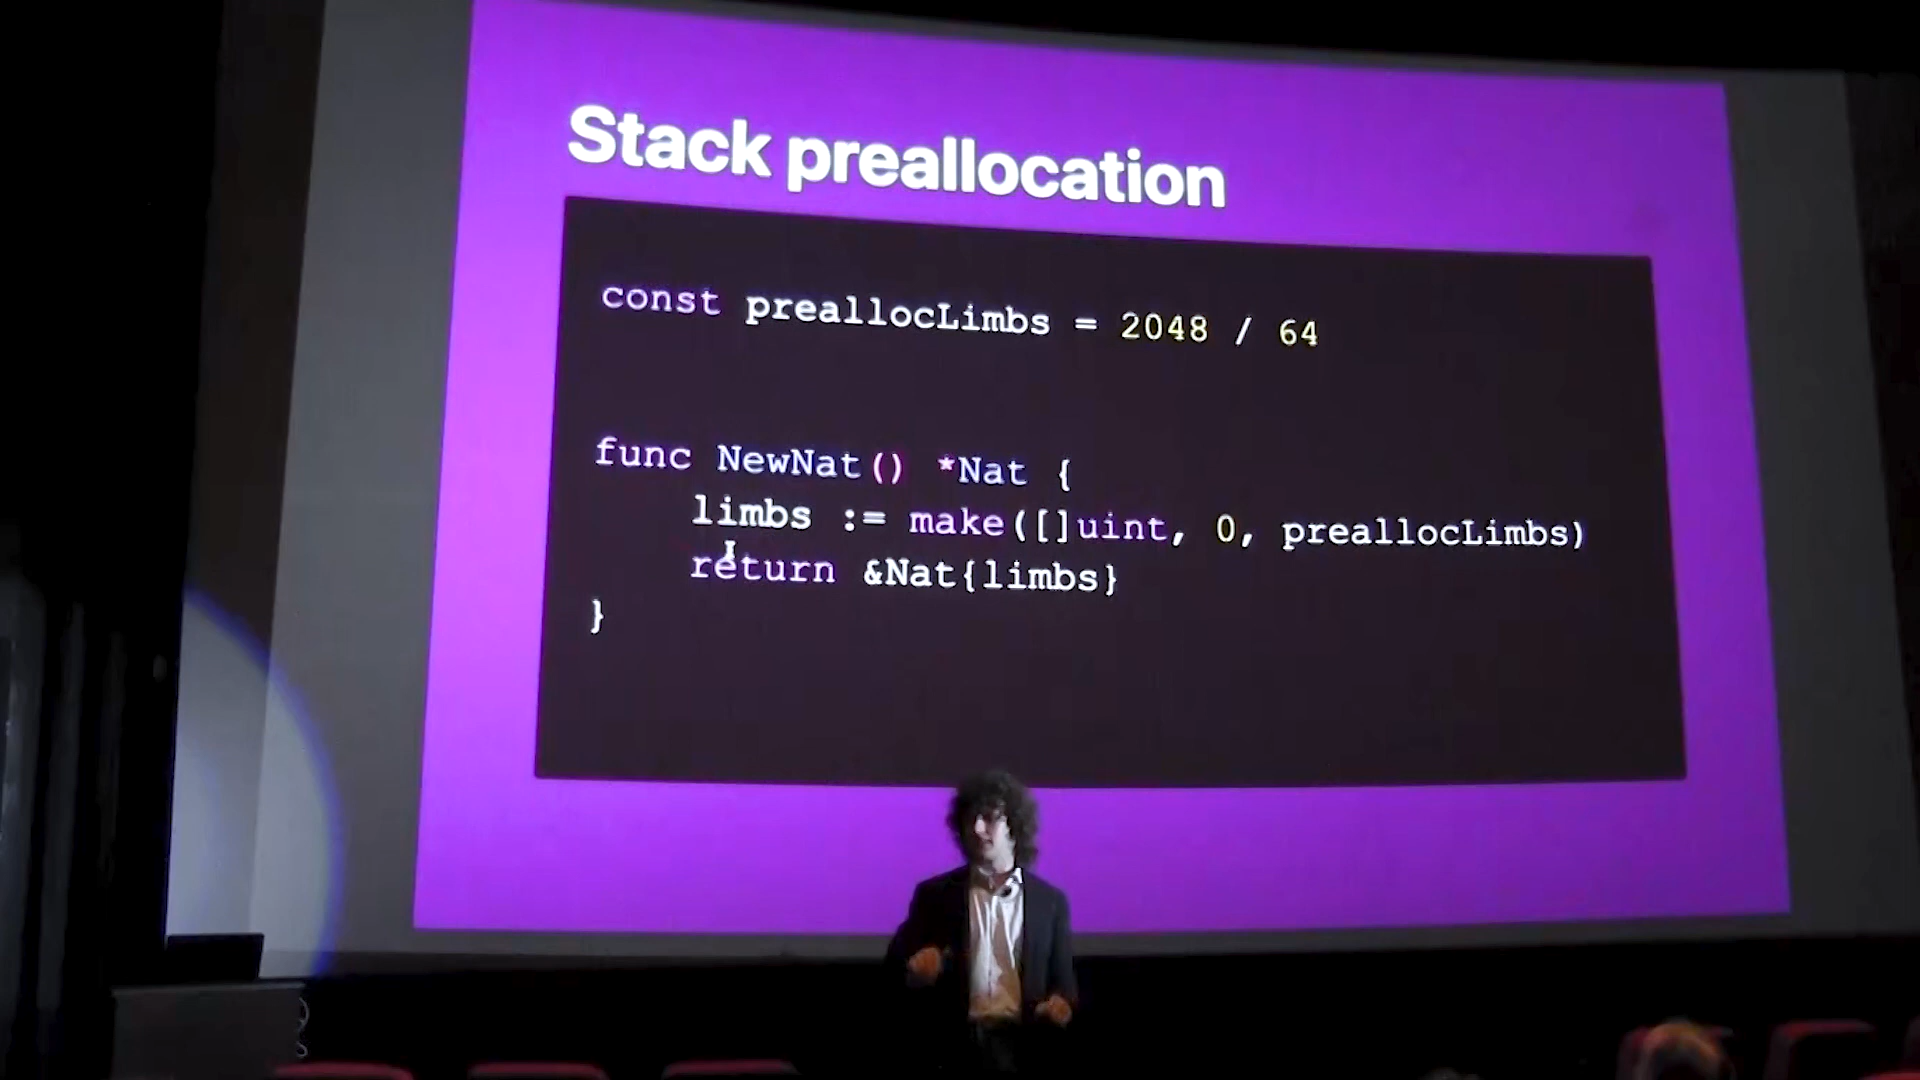 Stack preallocation
const preallocLimbs = 2048 / 64
func NewNat() *Nat {
limbs := make([]uint, 0, preallocLimbs)
return &Nat{limbs}
}